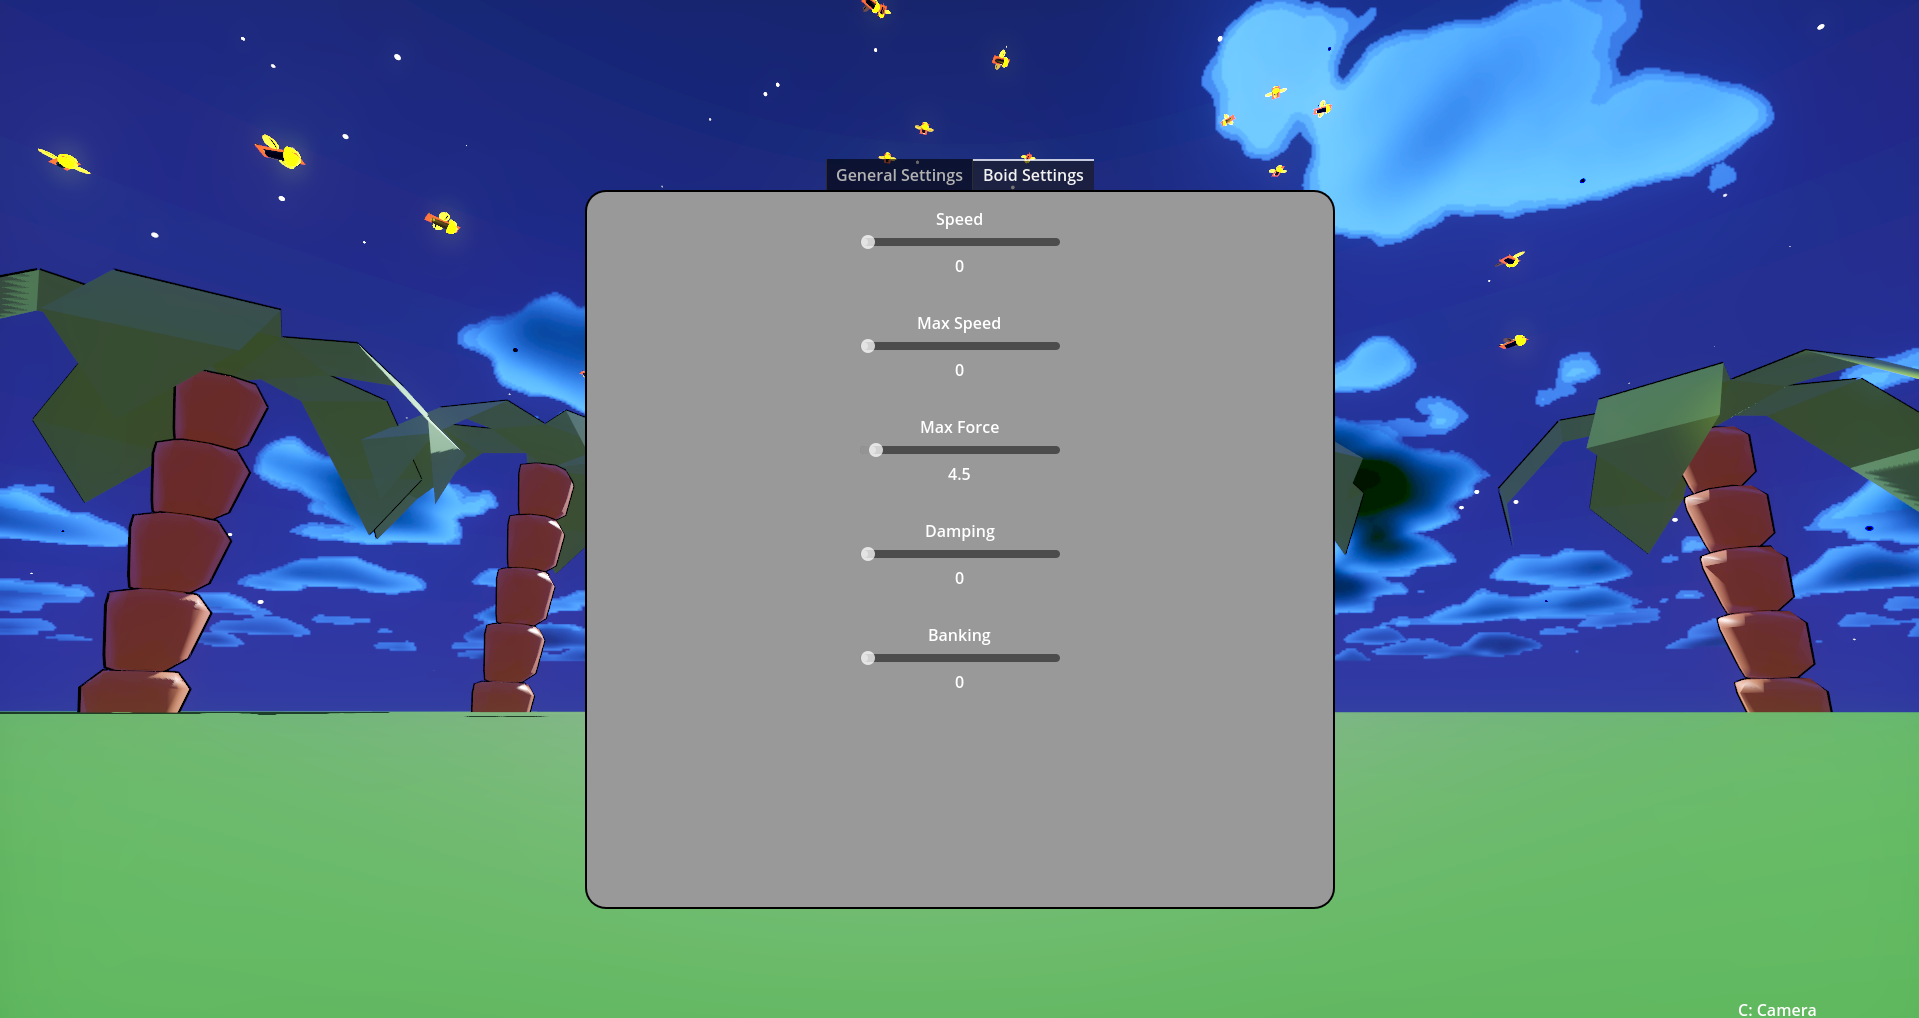 General Settings
Boid Settings
Speed
0
Max Speed
0
Max Force
4.5
Damping
0
Banking
0
C: Camera